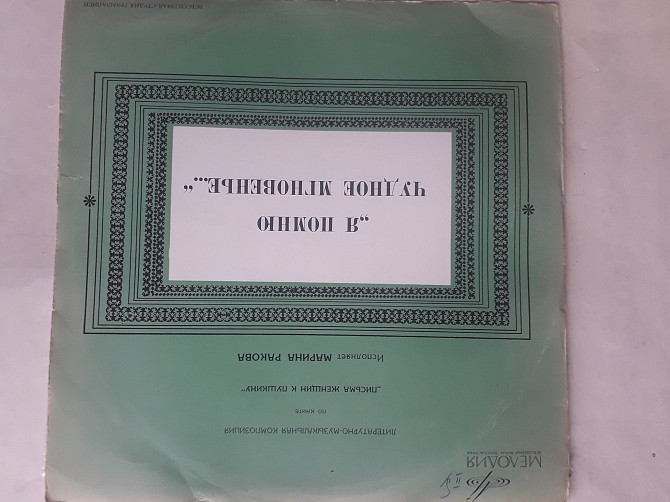 МЕЛОДИЯ
ЛИТЕРАТУРНО-МУЗЫКАЛЬНАЯ КОМПОЗИЦИЯ
ПО КНИГЕ
„ПИСЬМА ЖЕНЩИН К ПУШКИНУ“
Исполняет МАРИНА РАКОВА
„Я ПОМНЮ
ЧУДНОЕ МГНОВЕНЬЕ...“
ВСЕСОЮЗНАЯ СТУДИЯ ГРАМЗАПИСИ